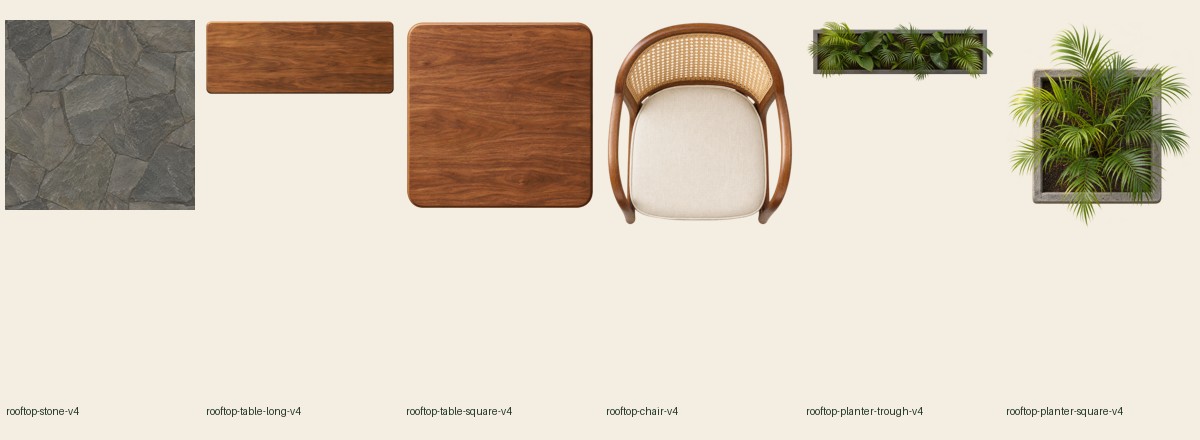 rooftop-stone-v4
rooftop-table-long-v4
rooftop-table-square-v4
rooftop-chair-v4
rooftop-planter-trough-v4
rooftop-planter-square-v4